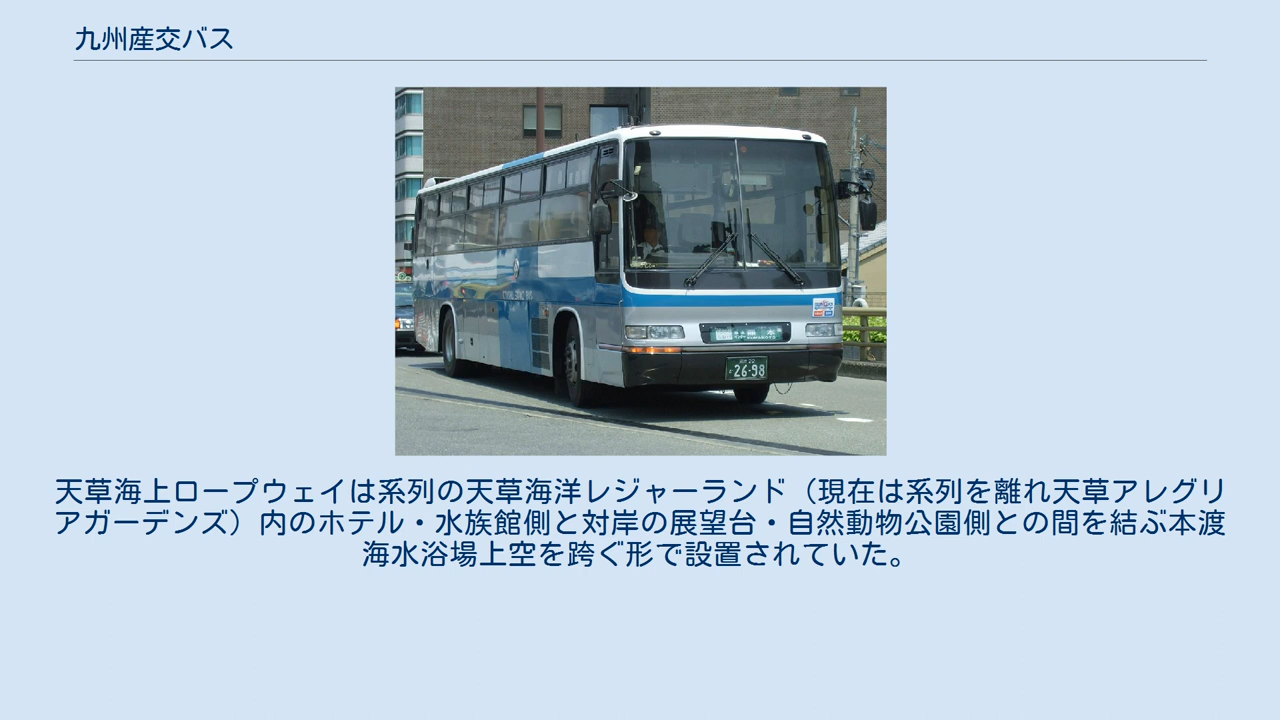 九州産交バス
26-98
天草海上ロープウェイは系列の天草海洋レジャーランド（現在は系列を離れ天草アレグリ
アガーデンズ）内のホテル・水族館側と対岸の展望台・自然動物公園側との間を結ぶ本渡
海水浴場上空を跨ぐ形で設置されていた。